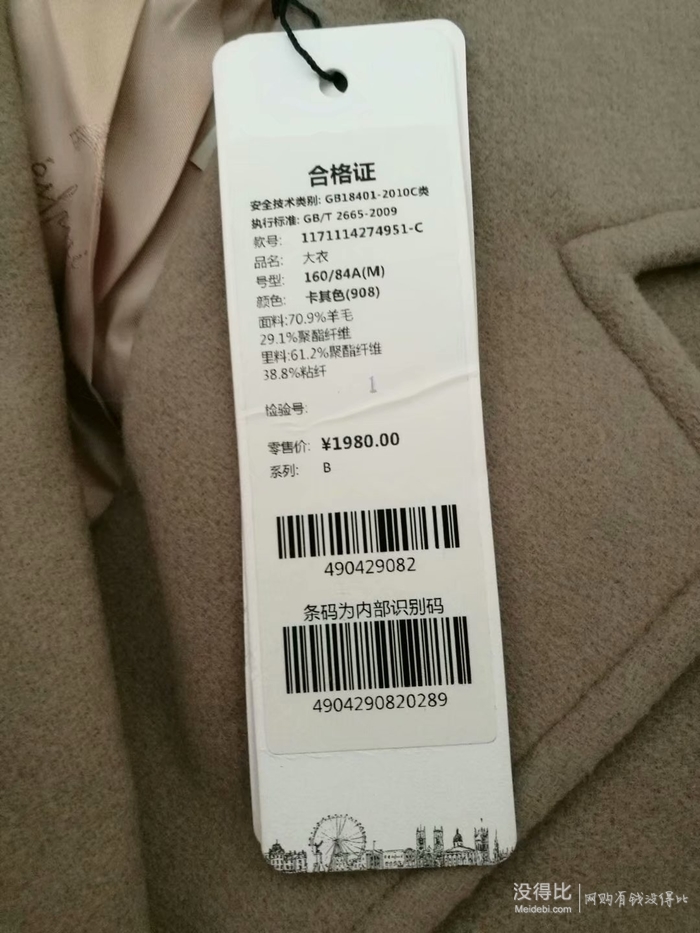 合格证
安全技术类别: GB18401-2010C类
执行标准: GB/T 2665-2009
款号: 1171114274951-C
品名: 大衣
号型: 160/84A(M)
颜色: 卡其色(908)
面料:70.9%羊毛
29.1%聚酯纤维
里料:61.2%聚酯纤维
38.8%粘纤
检验号: 1
零售价: ¥1980.00
系列: B
490429082
条码为内部识别码
4904290820289
没得比
Meidebi.com
网购有钱没得比